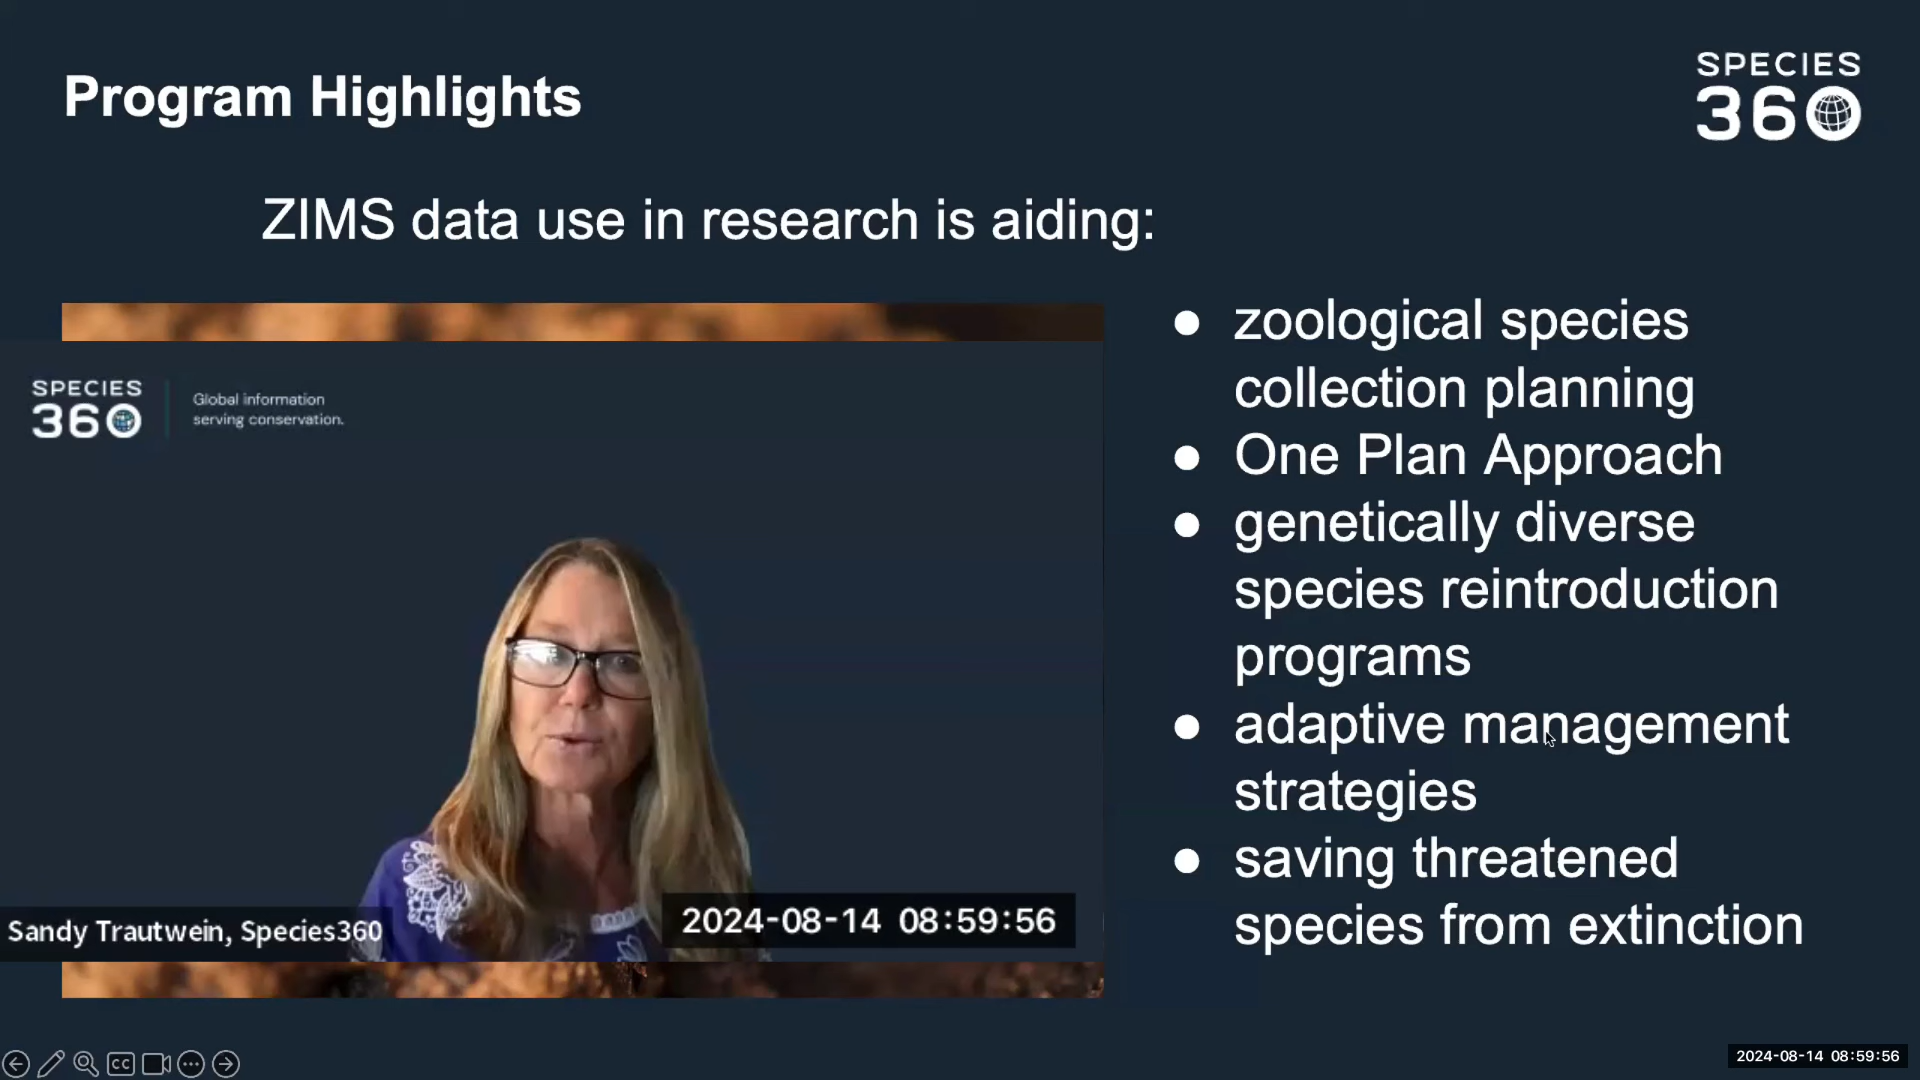 Program Highlights
SPECIES
360
ZIMS data use in research is aiding:
SPECIES
360
Global information
serving conservation.
Sandy Trautwein, Species360
2024-08-14 08:59:56
● zoological species
collection planning
● One Plan Approach
● genetically diverse
species reintroduction
programs
● adaptive management
strategies
● saving threatened
species from extinction
CC
2024-08-14 08:59:56